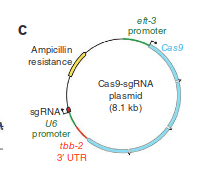 C
eft-3
promoter
Cas9
Ampicillin
resistance
Cas9-sgRNA
plasmid
(8.1 kb)
sgRNA
U6
promoter
tbb-2
3' UTR